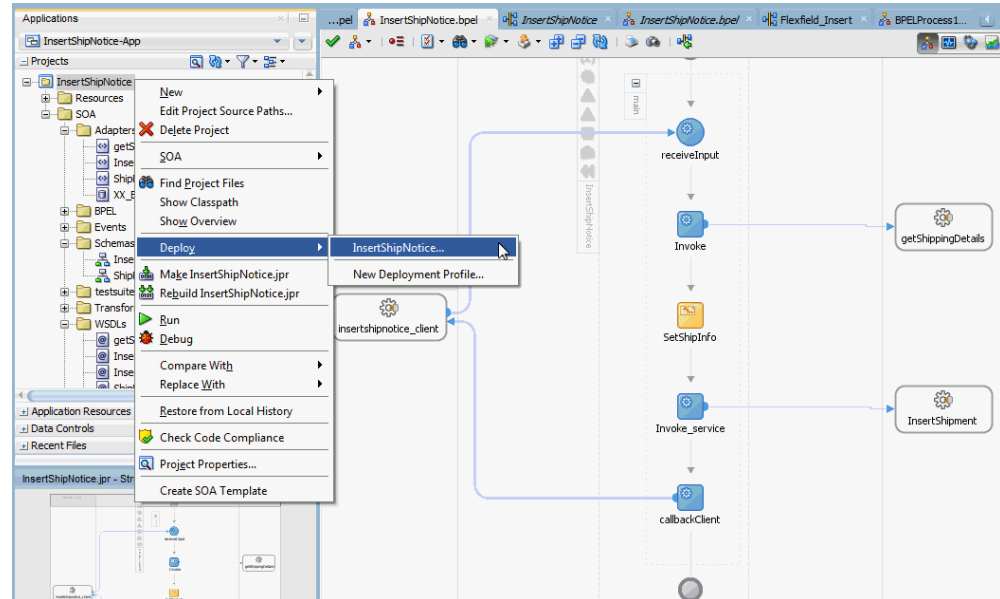 Applications
InsertShipNotice-App
Projects
InsertShipNotice
Resources
SOA
Adapters
getS
Inse
Ship
XX_E
BPEL
Events
Schemas
Inse
Ship
testsuite
Transfor
WSDLs
getS
Inse
Inse
Application Resources
Data Controls
Recent Files
InsertShipNotice.jpr - Str
New
Edit Project Source Paths...
Delete Project
SOA
Find Project Files
Show Classpath
Show Overview
Deploy
Make InsertShipNotice.jpr
Rebuild InsertShipNotice.jpr
Run
Debug
Compare With
Replace With
Restore from Local History
Check Code Compliance
Project Properties...
Create SOA Template
InsertShipNotice...
New Deployment Profile...
...pel InsertShipNotice.bpel InsertShipNotice InsertShipNotice.bpel Flexfield_Insert BPELProcess1...
main
receiveInput
InsertShipNotice
Invoke
getShippingDetails
insertshipnotice_client
SetShipInfo
Invoke_service
InsertShipment
callbackClient